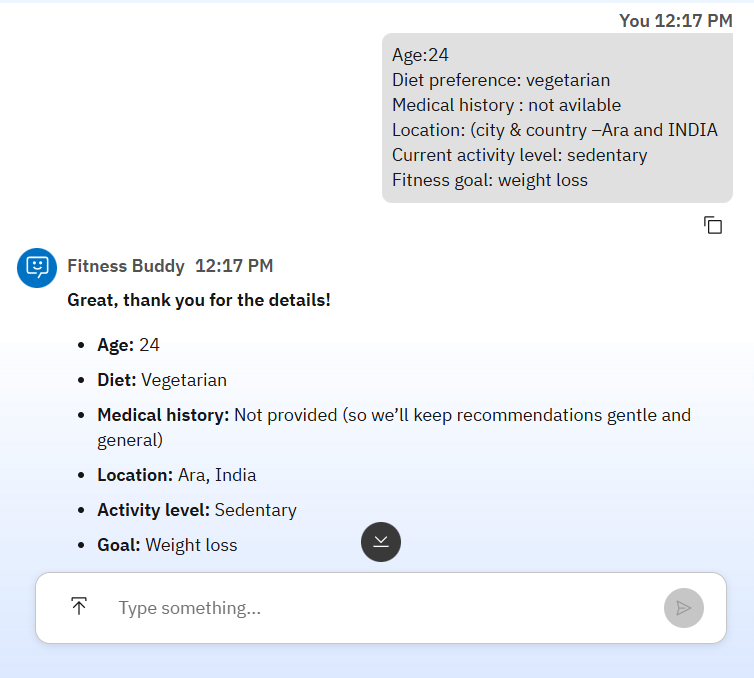 You 12:17 PM
Age:24
Diet preference: vegetarian
Medical history : not avilable
Location: (city & country –Ara and INDIA
Current activity level: sedentary
Fitness goal: weight loss
Fitness Buddy 12:17 PM
Great, thank you for the details!
• Age: 24
• Diet: Vegetarian
• Medical history: Not provided (so we’ll keep recommendations gentle and
general)
• Location: Ara, India
• Activity level: Sedentary
• Goal: Weight loss
Type something...